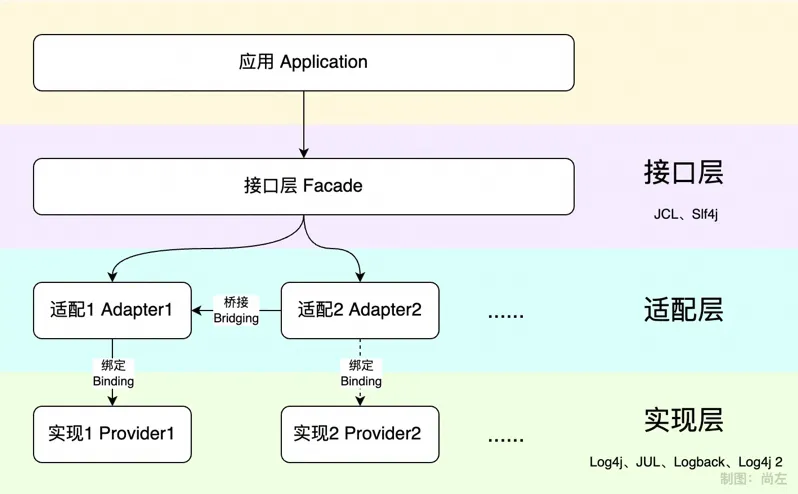 应用 Application
接口层 Facade
接口层
JCL、Slf4j
适配1 Adapter1
桥接
Bridging
适配2 Adapter2
……
适配层
绑定
Binding
绑定
Binding
实现1 Provider1
实现2 Provider2
……
实现层
Log4j、JUL、Logback、Log4j 2
制图：尚左